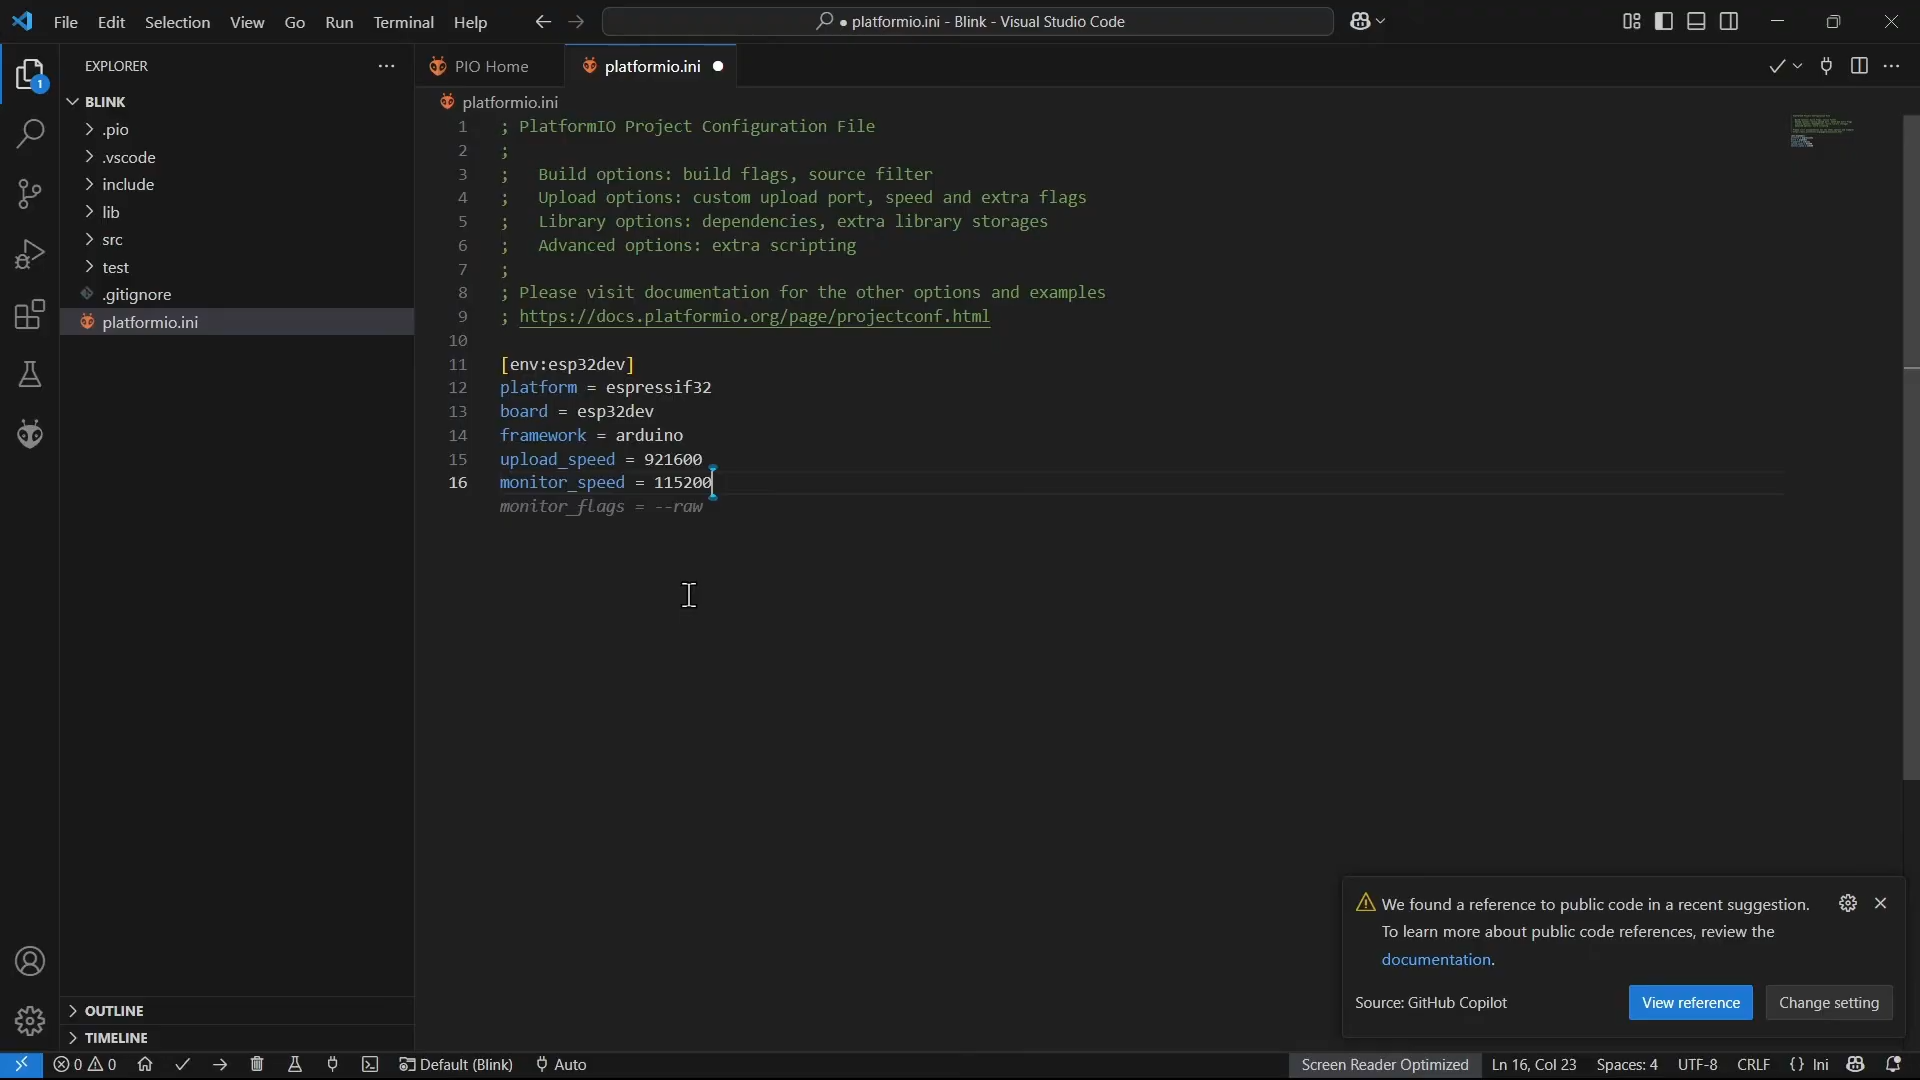 File Edit Selection View Go Run Terminal Help
● platformio.ini - Blink - Visual Studio Code
EXPLORER
PIO Home
platformio.ini
1
BLINK
platformio.ini
.pio
.vscode
include
lib
src
test
.gitignore
platformio.ini
1 ; PlatformIO Project Configuration File
2 ;
3 ;   Build options: build flags, source filter
4 ;   Upload options: custom upload port, speed and extra flags
5 ;   Library options: dependencies, extra library storages
6 ;   Advanced options: extra scripting
7 ;
8 ; Please visit documentation for the other options and examples
9 ; https://docs.platformio.org/page/projectconf.html
10
11 [env:esp32dev]
12 platform = espressif32
13 board = esp32dev
14 framework = arduino
15 upload_speed = 921600
16 monitor_speed = 115200
monitor_flags = --raw
We found a reference to public code in a recent suggestion.
To learn more about public code references, review the
documentation.
Source: GitHub Copilot
View reference
Change setting
OUTLINE
TIMELINE
0 0 Default (Blink) Auto Screen Reader Optimized Ln 16, Col 23 Spaces: 4 UTF-8 CRLF {} Ini